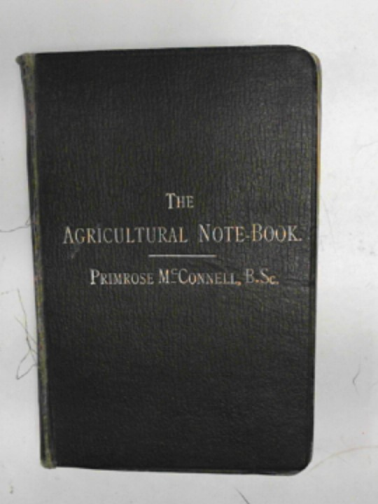 THE
AGRICULTURAL NOTE-BOOK.
PRIMROSE McCONNELL, B.Sc.